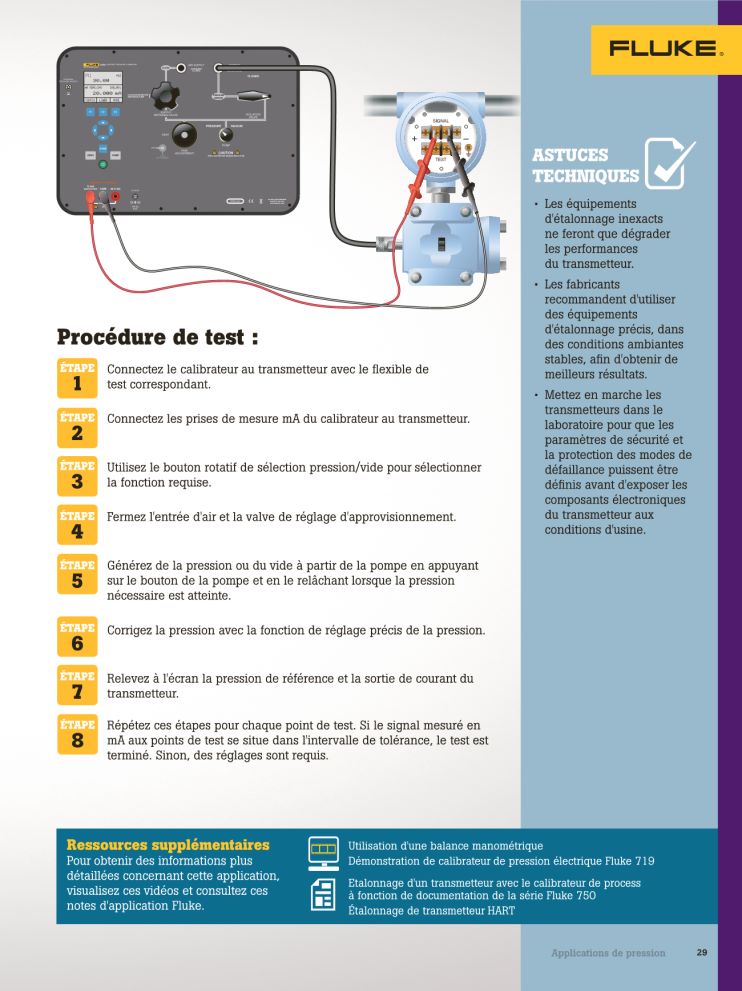 FLUKE®
SIGNAL
+
−
TEST
30.00
20.000 mA
CAUTION
ASTUCES
TECHNIQUES
• Les équipements
d'étalonnage inexacts
ne feront que dégrader
les performances
du transmetteur.
• Les fabricants
recommandent d'utiliser
des équipements
d'étalonnage précis, dans
des conditions ambiantes
stables, afin d'obtenir de
meilleurs résultats.
• Mettez en marche les
transmetteurs dans le
laboratoire pour que les
paramètres de sécurité et
la protection des modes de
défaillance puissent être
définis avant d'exposer les
composants électroniques
du transmetteur aux
conditions d'usine.
Procédure de test :
ÉTAPE
1
Connectez le calibrateur au transmetteur avec le flexible de
test correspondant.
ÉTAPE
2
Connectez les prises de mesure mA du calibrateur au transmetteur.
ÉTAPE
3
Utilisez le bouton rotatif de sélection pression/vide pour sélectionner
la fonction requise.
ÉTAPE
4
Fermez l'entrée d'air et la valve de réglage d'approvisionnement.
ÉTAPE
5
Générez de la pression ou du vide à partir de la pompe en appuyant
sur le bouton de la pompe et en le relâchant lorsque la pression
nécessaire est atteinte.
ÉTAPE
6
Corrigez la pression avec la fonction de réglage précis de la pression.
ÉTAPE
7
Relevez à l'écran la pression de référence et la sortie de courant du
transmetteur.
ÉTAPE
8
Répétez ces étapes pour chaque point de test. Si le signal mesuré en
mA aux points de test se situe dans l'intervalle de tolérance, le test est
terminé. Sinon, des réglages sont requis.
Ressources supplémentaires
Pour obtenir des informations plus
détaillées concernant cette application,
visualisez ces vidéos et consultez ces
notes d'application Fluke.
Utilisation d'une balance manométrique
Démonstration de calibrateur de pression électrique Fluke 719
Etalonnage d'un transmetteur avec le calibrateur de process
à fonction de documentation de la série Fluke 750
Étalonnage de transmetteur HART
Applications de pression 29